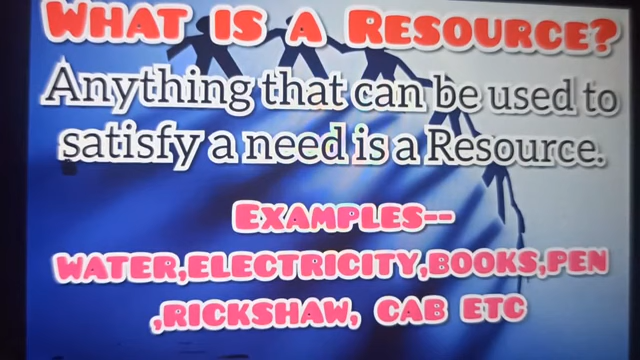 WHAT IS A RESOURCE?
Anything that can be used to
satisfy a need is a Resource.
EXAMPLES--
WATER,ELECTRICITY,BOOKS,PEN
,RICKSHAW, CAB ETC